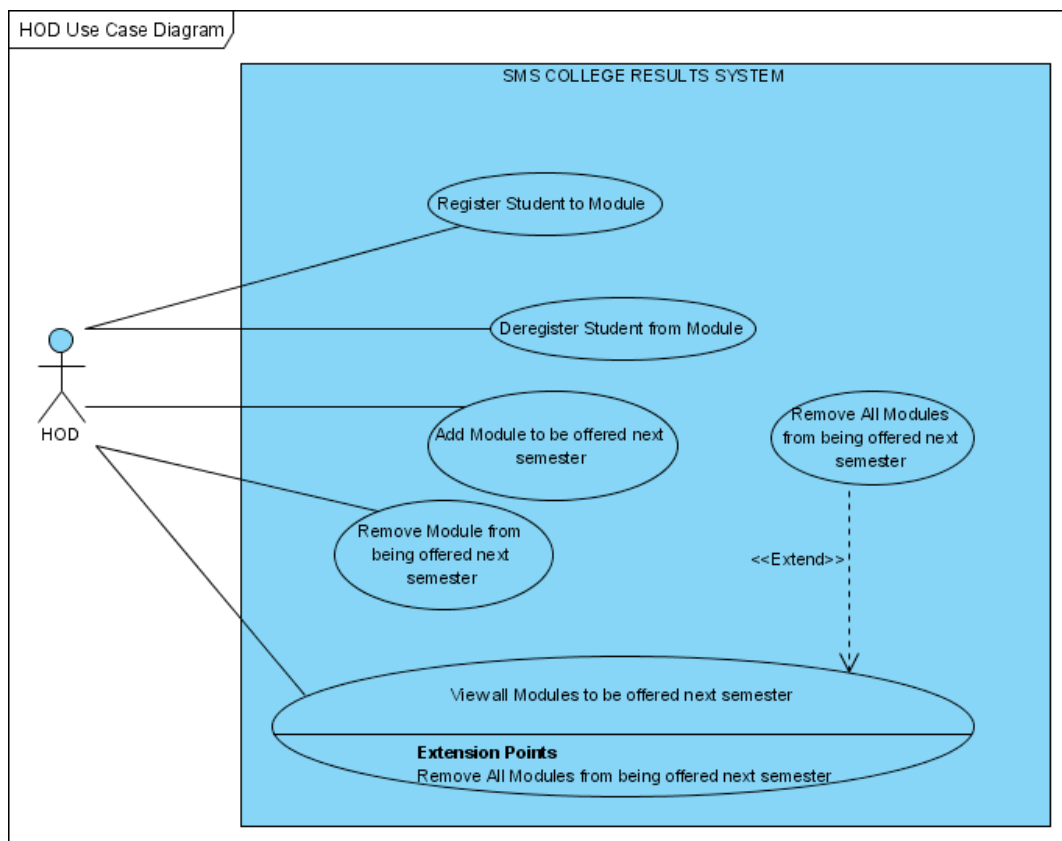 HOD Use Case Diagram
SMS COLLEGE RESULTS SYSTEM
Register Student to Module
Deregister Student from Module
HOD
Add Module to be offered next
semester
Remove All Modules
from being offered next
semester
Remove Module from
being offered next
semester
<<Extend>>
View all Modules to be offered next semester
Extension Points
Remove All Modules from being offered next semester